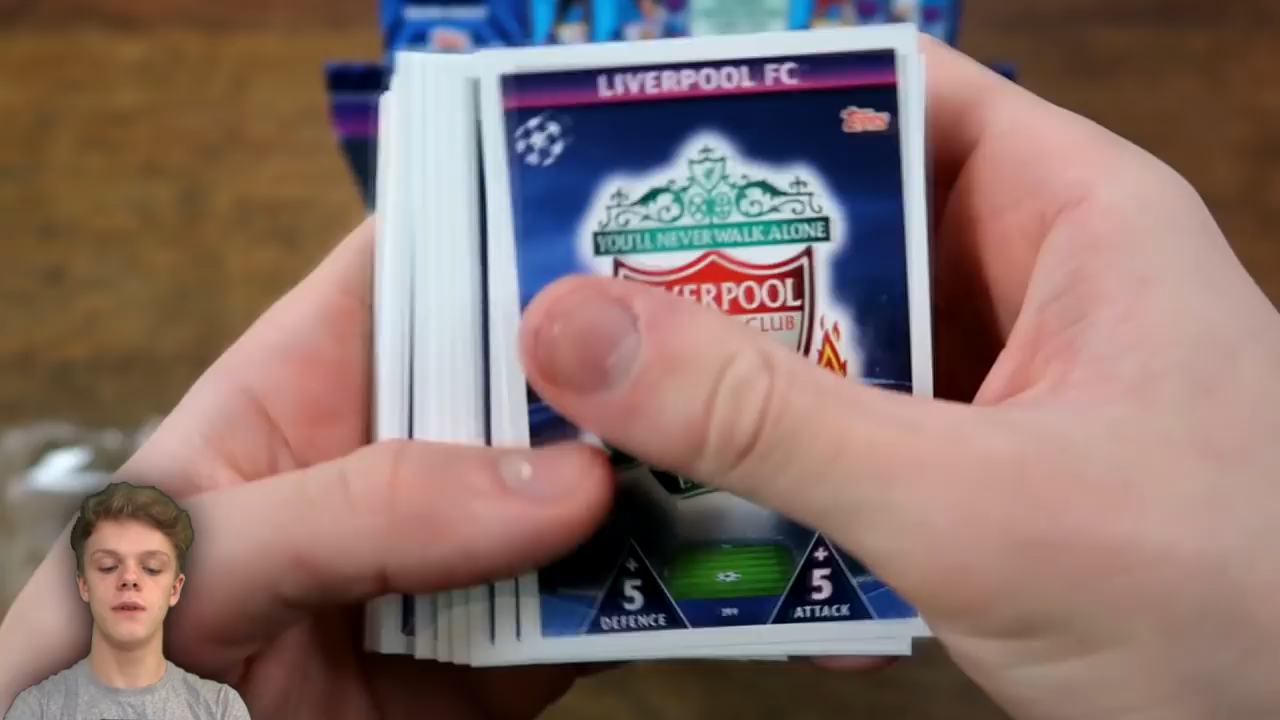 LIVERPOOL FC
Topps
YOU'LL NEVER WALK ALONE
VERPOOL
CLUB
+
5
DEFENCE
+
5
ATTACK